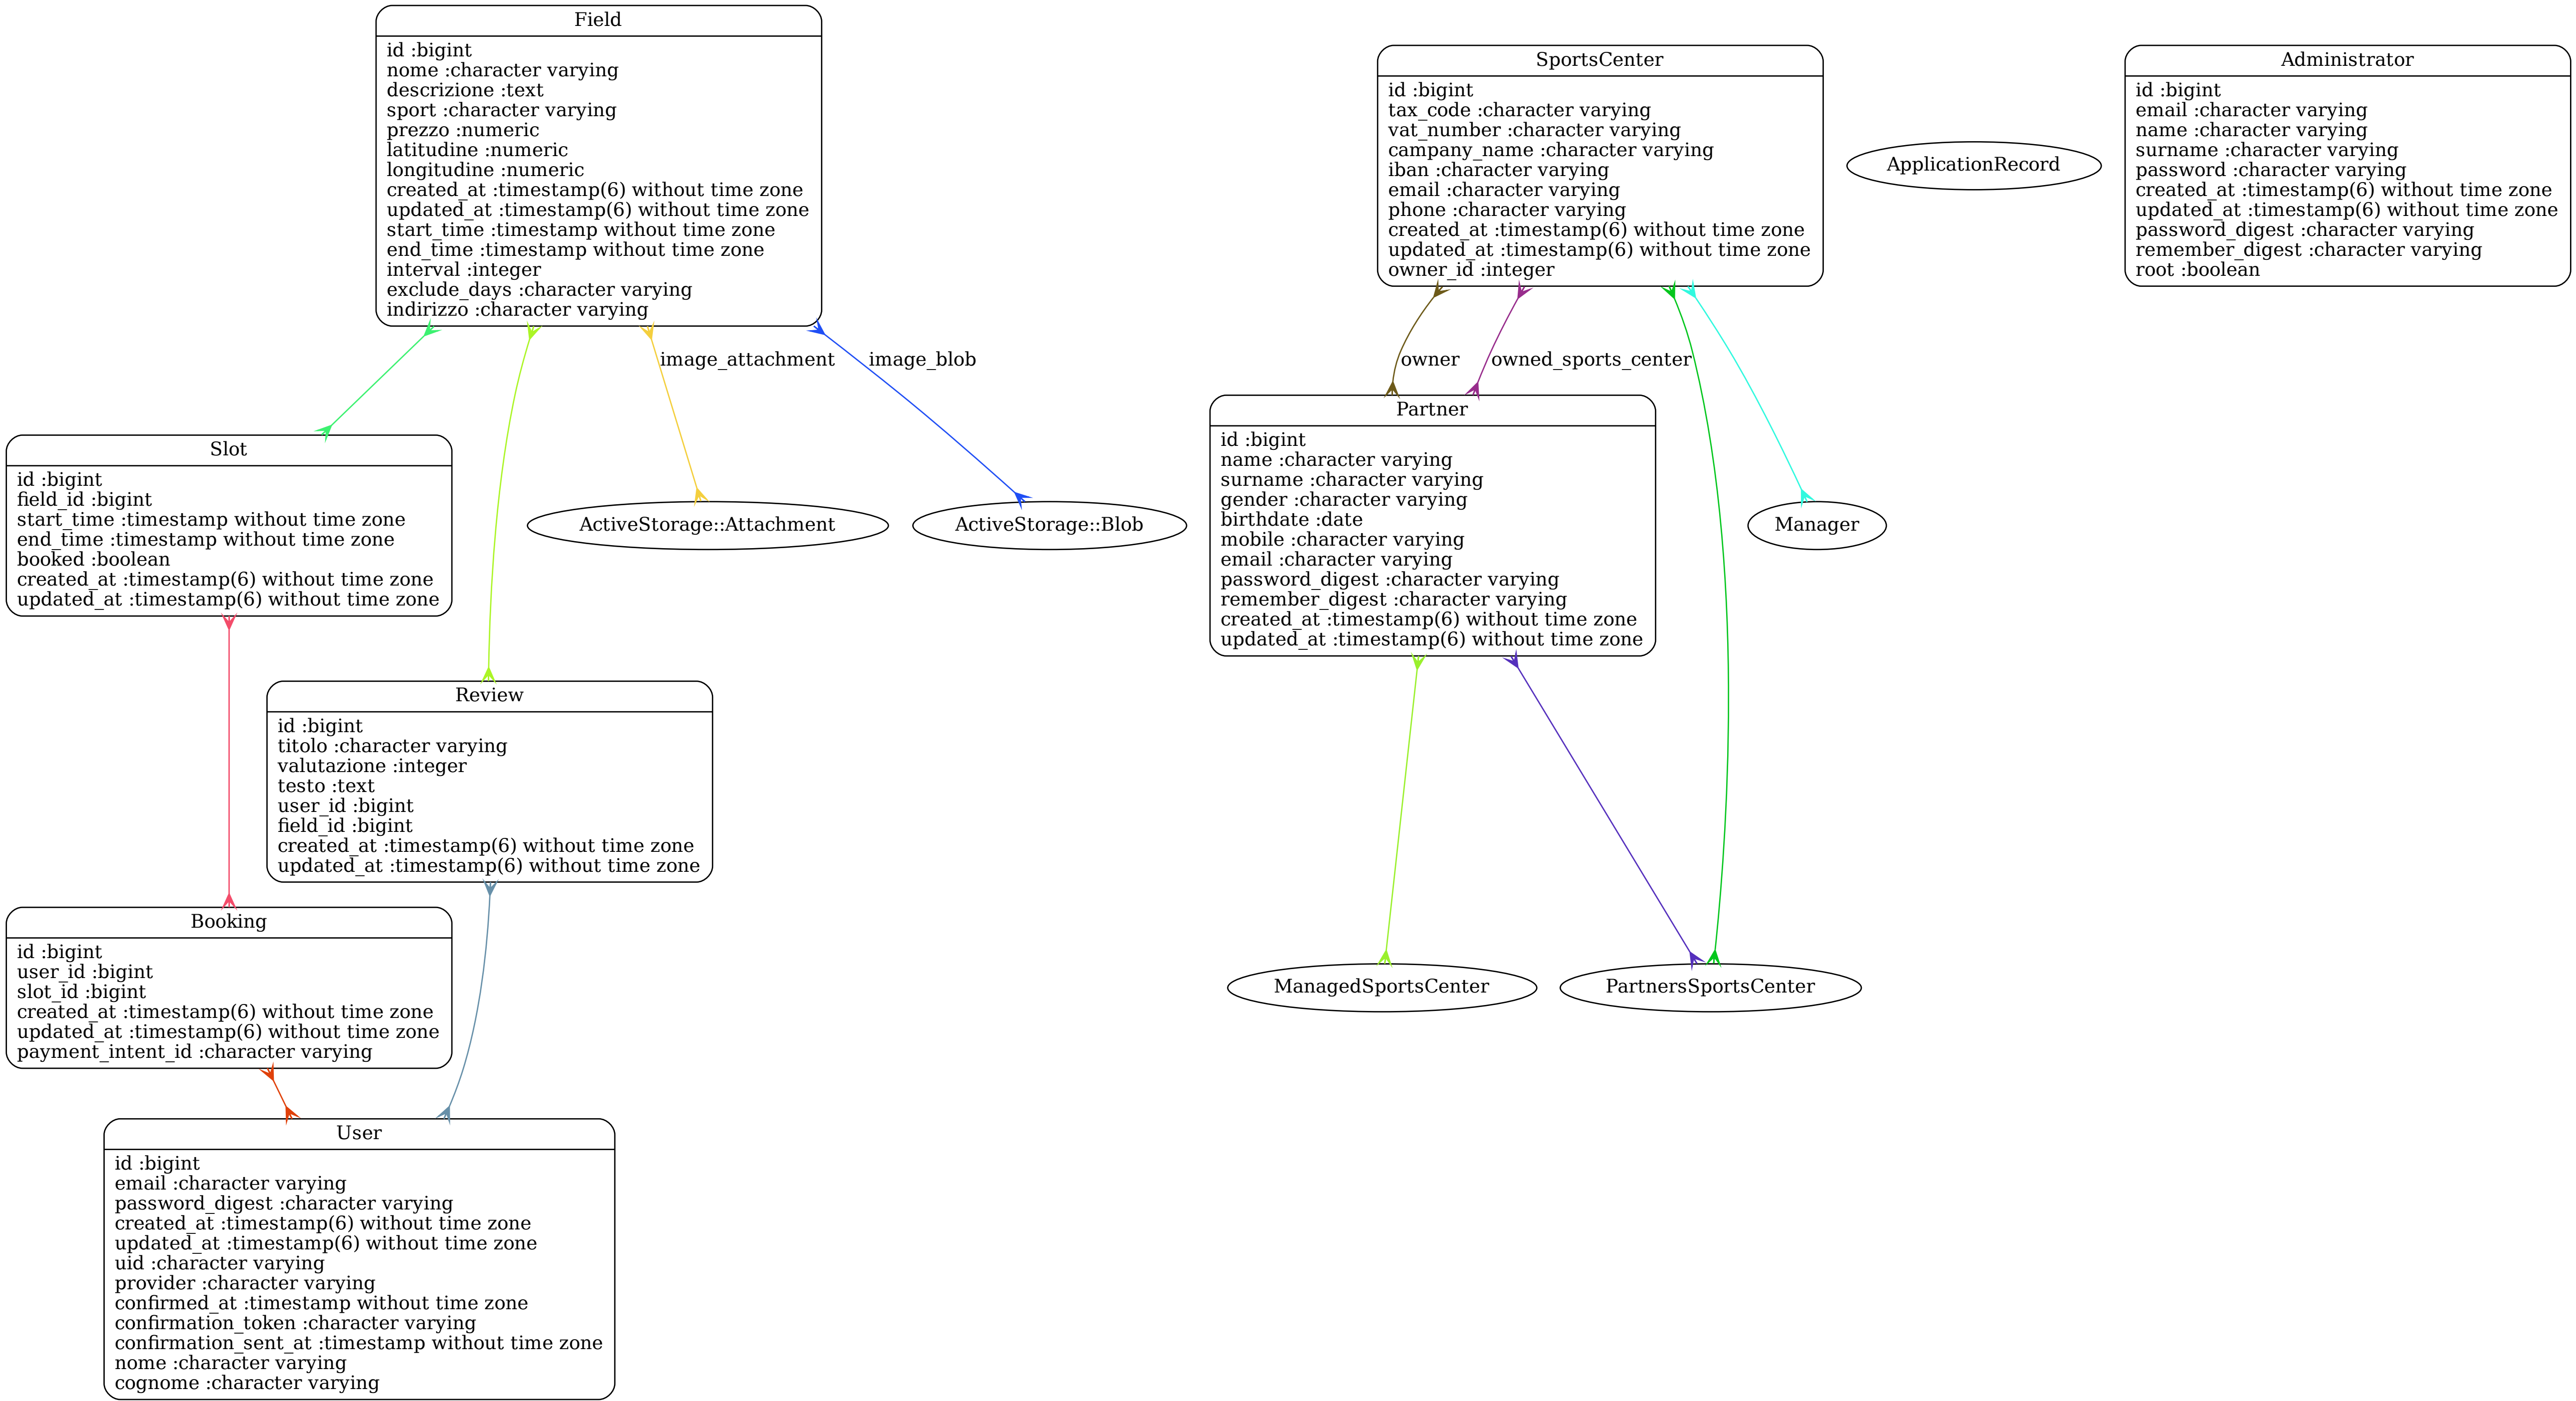 Field
id :bigint
nome :character varying
descrizione :text
sport :character varying
prezzo :numeric
latitudine :numeric
longitudine :numeric
created_at :timestamp(6) without time zone
updated_at :timestamp(6) without time zone
start_time :timestamp without time zone
end_time :timestamp without time zone
interval :integer
exclude_days :character varying
indirizzo :character varying
SportsCenter
id :bigint
tax_code :character varying
vat_number :character varying
campany_name :character varying
iban :character varying
email :character varying
phone :character varying
created_at :timestamp(6) without time zone
updated_at :timestamp(6) without time zone
owner_id :integer
ApplicationRecord
Administrator
id :bigint
email :character varying
name :character varying
surname :character varying
password :character varying
created_at :timestamp(6) without time zone
updated_at :timestamp(6) without time zone
password_digest :character varying
remember_digest :character varying
root :boolean
image_attachment
image_blob
owner
owned_sports_center
Slot
id :bigint
field_id :bigint
start_time :timestamp without time zone
end_time :timestamp without time zone
booked :boolean
created_at :timestamp(6) without time zone
updated_at :timestamp(6) without time zone
ActiveStorage::Attachment
ActiveStorage::Blob
Partner
id :bigint
name :character varying
surname :character varying
gender :character varying
birthdate :date
mobile :character varying
email :character varying
password_digest :character varying
remember_digest :character varying
created_at :timestamp(6) without time zone
updated_at :timestamp(6) without time zone
Manager
Review
id :bigint
titolo :character varying
valutazione :integer
testo :text
user_id :bigint
field_id :bigint
created_at :timestamp(6) without time zone
updated_at :timestamp(6) without time zone
Booking
id :bigint
user_id :bigint
slot_id :bigint
created_at :timestamp(6) without time zone
updated_at :timestamp(6) without time zone
payment_intent_id :character varying
ManagedSportsCenter
PartnersSportsCenter
User
id :bigint
email :character varying
password_digest :character varying
created_at :timestamp(6) without time zone
updated_at :timestamp(6) without time zone
uid :character varying
provider :character varying
confirmed_at :timestamp without time zone
confirmation_token :character varying
confirmation_sent_at :timestamp without time zone
nome :character varying
cognome :character varying